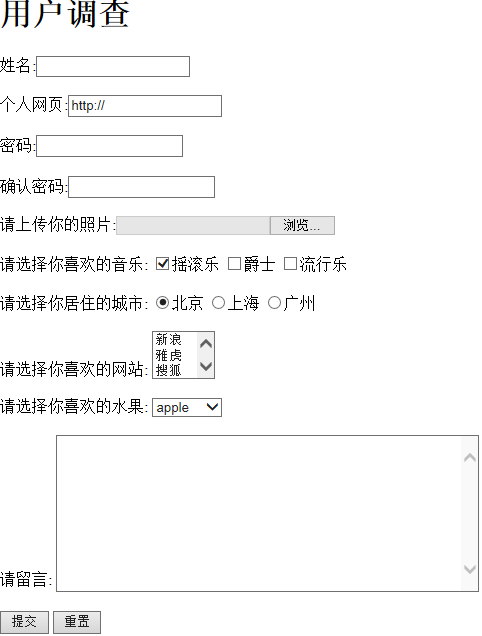 用户调查
姓名:
个人网页:http://
密码:
确认密码:
请上传你的照片: 浏览...
请选择你喜欢的音乐: 摇滚乐 爵士 流行乐
请选择你居住的城市: 北京 上海 广州
新浪
雅虎
请选择你喜欢的网站: 搜狐
请选择你喜欢的水果: apple
请留言:
提交 重置